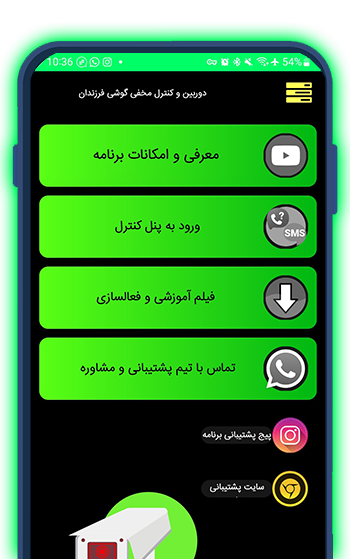 10:36
54%
دوربین و کنترل مخفی گوشی فرزندان
معرفی و امکانات برنامه
ورود به پنل کنترل
SMS
فیلم آموزشی و فعالسازی
تماس با تیم پشتیبانی و مشاوره
پیج پشتیبانی برنامه
سایت پشتیبانی